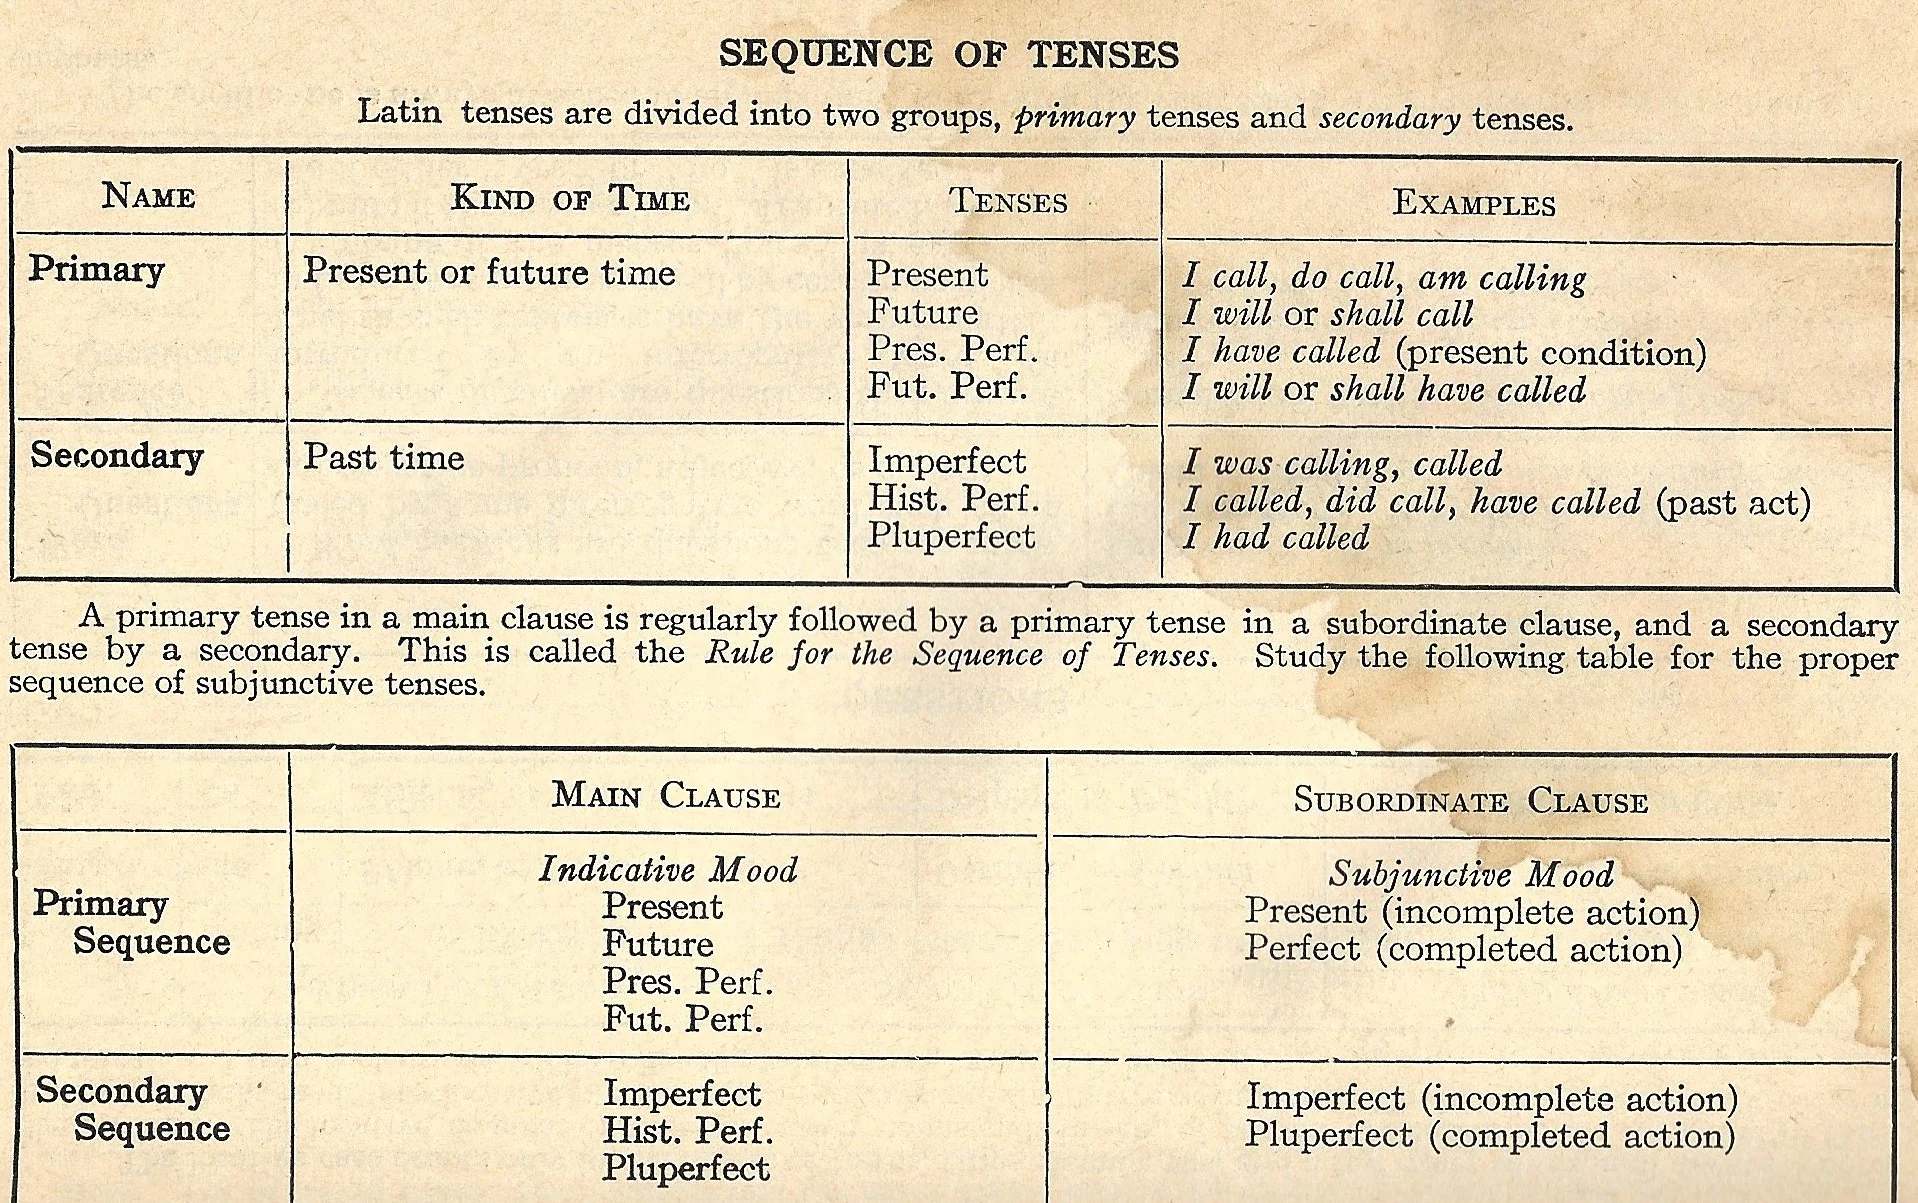 SEQUENCE OF TENSES
Latin tenses are divided into two groups, primary tenses and secondary tenses.
NAME KIND OF TIME TENSES EXAMPLES
Primary Present or future time Present I call, do call, am calling
Future I will or shall call
Pres. Perf. I have called (present condition)
Fut. Perf. I will or shall have called
Secondary Past time Imperfect I was calling, called
Hist. Perf. I called, did call, have called (past act)
Pluperfect I had called
A primary tense in a main clause is regularly followed by a primary tense in a subordinate clause, and a secondary
tense by a secondary. This is called the Rule for the Sequence of Tenses. Study the following table for the proper
sequence of subjunctive tenses.
MAIN CLAUSE SUBORDINATE CLAUSE
Indicative Mood Subjunctive Mood
Primary Present Present (incomplete action)
Sequence Future Perfect (completed action)
Pres. Perf.
Fut. Perf.
Secondary Imperfect Imperfect (incomplete action)
Sequence Hist. Perf. Pluperfect (completed action)
Pluperfect